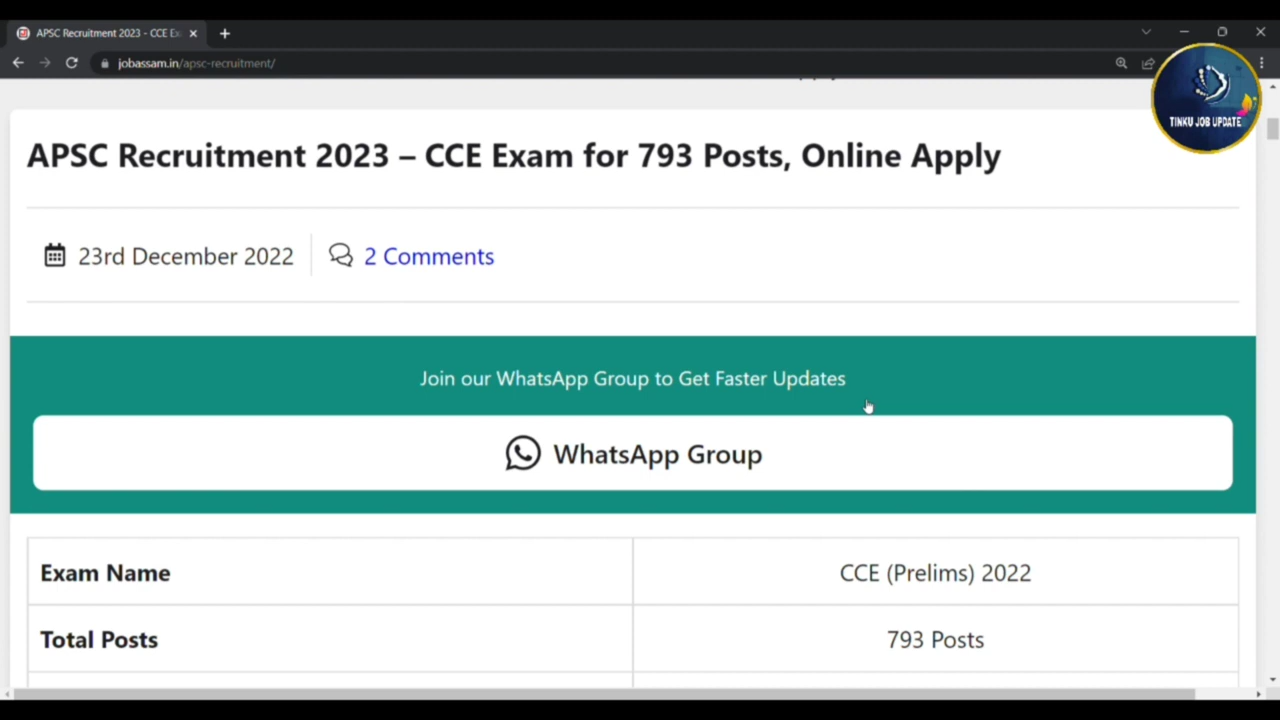 APSC Recruitment 2023 - CCE Ex
jobassam.in/apsc-recruitment/
TINKU JOB UPDATE
APSC Recruitment 2023 – CCE Exam for 793 Posts, Online Apply
23rd December 2022
2 Comments
Join our WhatsApp Group to Get Faster Updates
WhatsApp Group
Exam Name CCE (Prelims) 2022
Total Posts 793 Posts